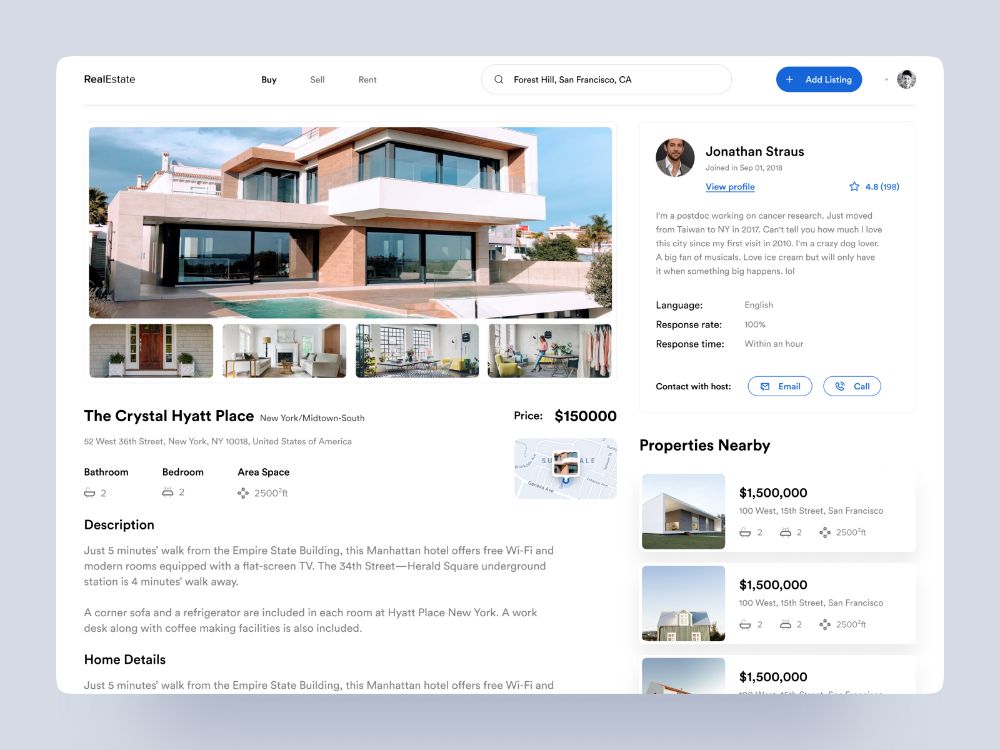 RealEstate
Buy
Sell
Rent
Forest Hill, San Francisco, CA
+ Add Listing
Jonathan Straus
Joined in Sep 01, 2018
View profile
4.8 (198)
I'm a postdoc working on cancer research. Just moved
from Taiwan to NY in 2017. Can't tell you how much I love
this city since my first visit in 2010. I'm a crazy dog lover.
A big fan of musicals. Love ice cream but will only have
it when something big happens. lol
Language: English
Response rate: 100%
Response time: Within an hour
Contact with host:
Email
Call
The Crystal Hyatt Place New York/Midtown-South
Price: $150000
52 West 36th Street, New York, NY 10018, United States of America
Bathroom
Bedroom
Area Space
2
2
2500²ft
Geneva Ave
Description
Just 5 minutes' walk from the Empire State Building, this Manhattan hotel offers free Wi-Fi and
modern rooms equipped with a flat-screen TV. The 34th Street—Herald Square underground
station is 4 minutes' walk away.
A corner sofa and a refrigerator are included in each room at Hyatt Place New York. A work
desk along with coffee making facilities is also included.
Home Details
Just 5 minutes' walk from the Empire State Building, this Manhattan hotel offers free Wi-Fi and
Properties Nearby
$1,500,000
100 West, 15th Street, San Francisco
2 2 2500²ft
$1,500,000
100 West, 15th Street, San Francisco
2 2 2500²ft
$1,500,000
100 West, 15th Street, San Francisco